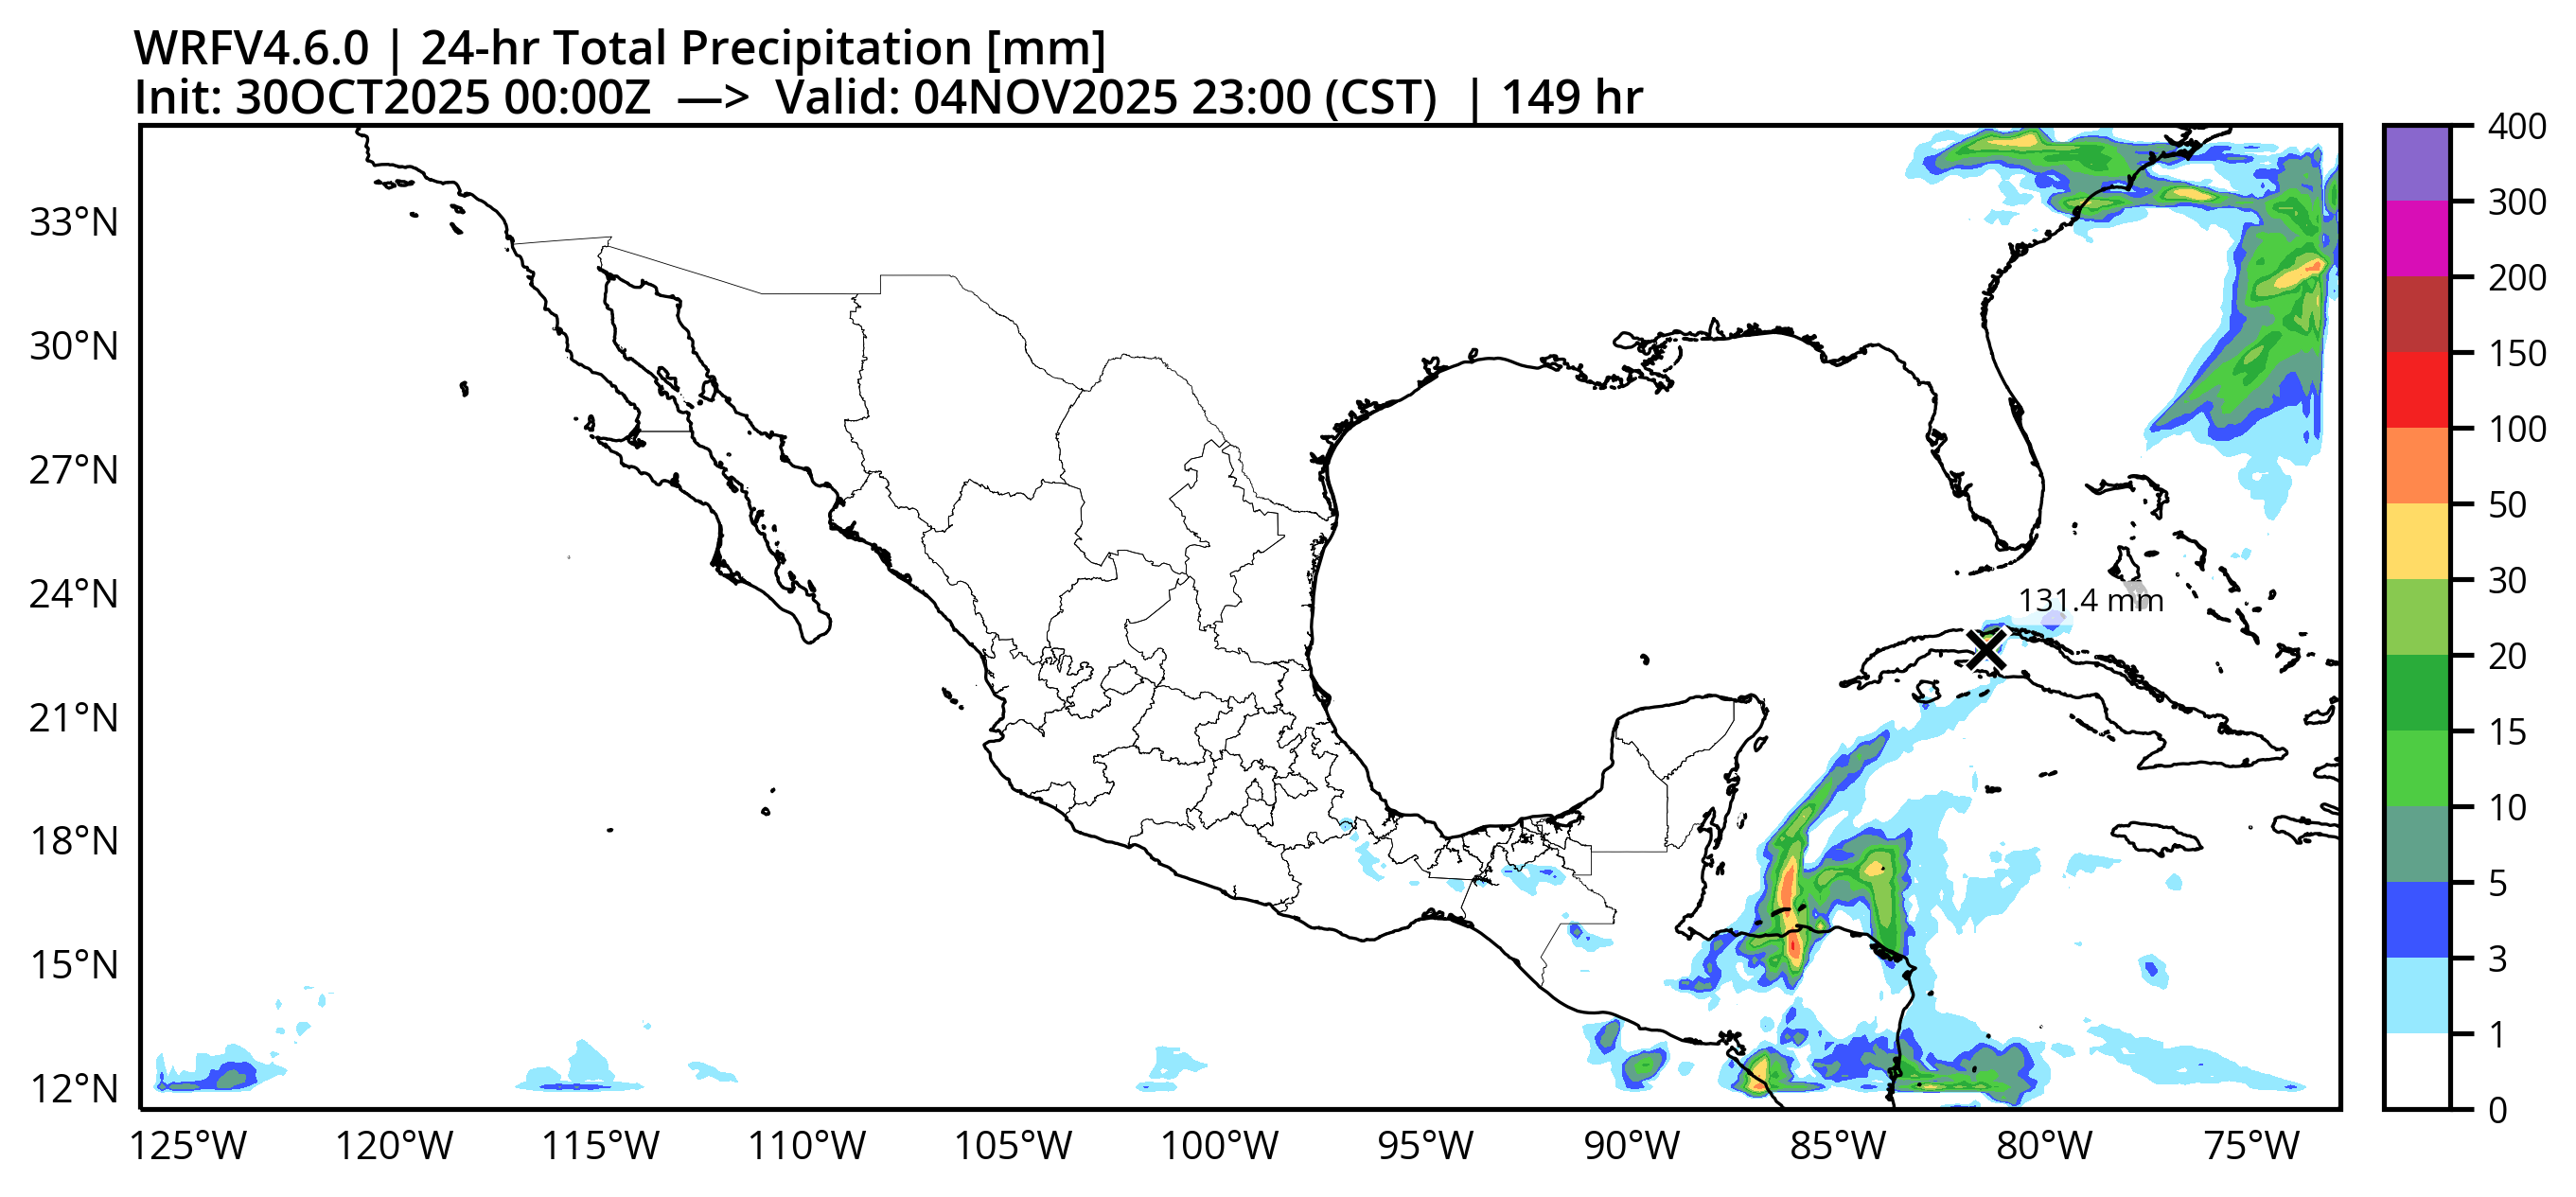 WRFV4.6.0 | 24-hr Total Precipitation [mm]
Init: 30OCT2025 00:00Z —> Valid: 04NOV2025 23:00 (CST) | 149 hr
33°N
30°N
27°N
24°N
21°N
18°N
15°N
12°N
131.4 mm
125°W 120°W 115°W 110°W 105°W 100°W 95°W 90°W 85°W 80°W 75°W
400
300
200
150
100
50
30
20
15
10
5
3
1
0